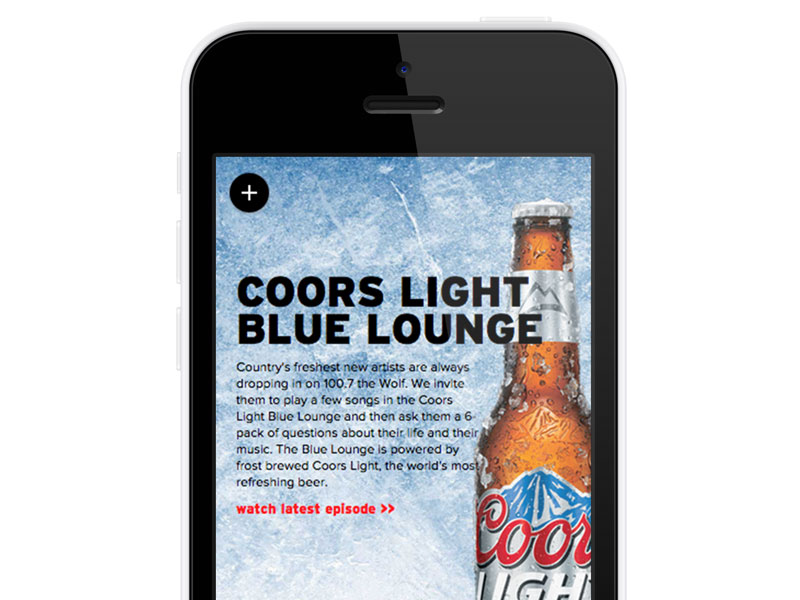 COORS LIGHT
BLUE LOUNGE
Country's freshest new artists are always
dropping in on 100.7 the Wolf. We invite
them to play a few songs in the Coors
Light Blue Lounge and then ask them a 6-
pack of questions about their life and their
music. The Blue Lounge is powered by
frost brewed Coors Light, the world's most
refreshing beer.
watch latest episode >>
Coor
LIGHT